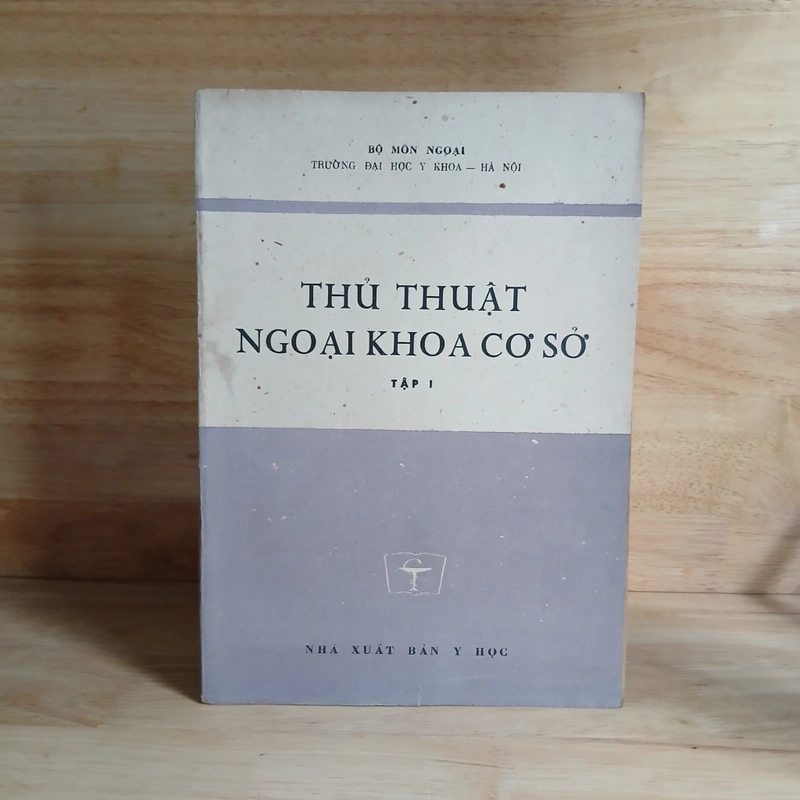 BỘ MÔN NGOẠI
TRƯỜNG ĐẠI HỌC Y KHOA — HÀ NỘI
THỦ THUẬT
NGOẠI KHOA CƠ SỞ
TẬP I
NHÀ XUẤT BẢN Y HỌC